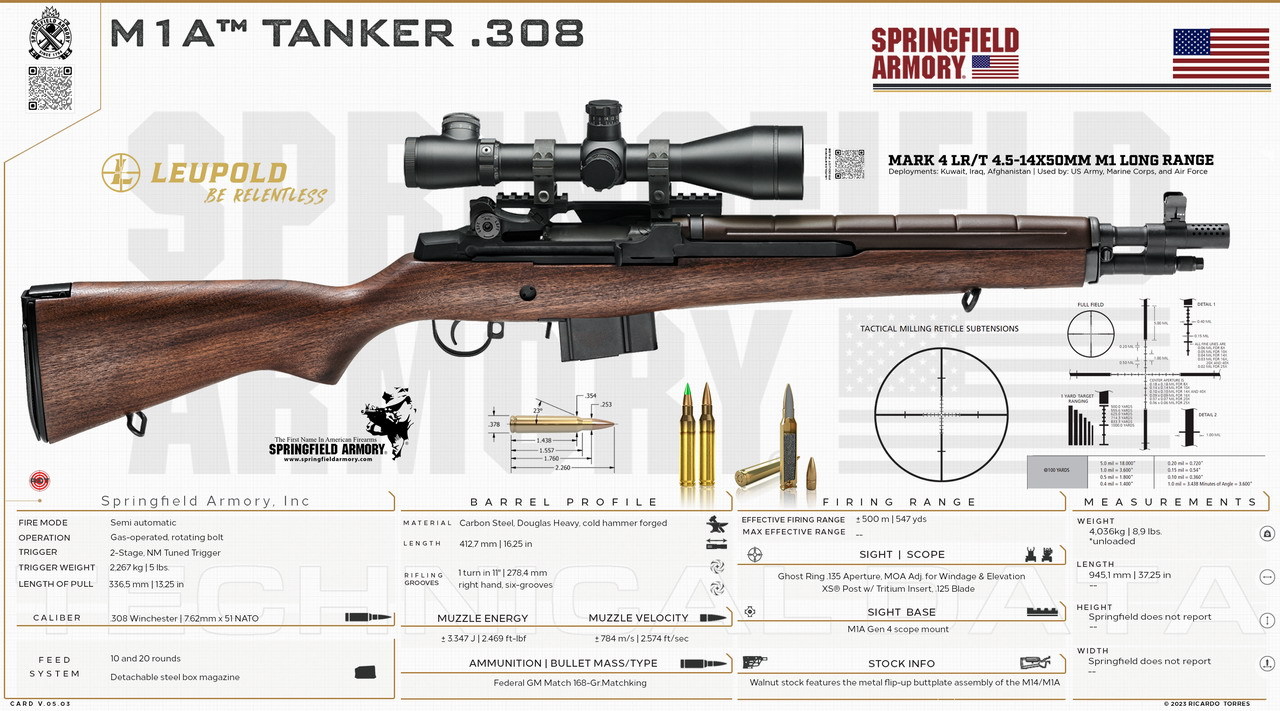 M1A™ TANKER .308
SPRINGFIELD
ARMORY
LEUPOLD
BE RELENTLESS
MARK 4 LR/T 4.5-14X50MM M1 LONG RANGE
Deployments: Kuwait, Iraq, Afghanistan | Used by: US Army, Marine Corps, and Air Force
SPRINGFIELD
ARMORY
TACTICAL MILLING RETICLE SUBTENSIONS
FULL FIELD
DETAIL 1
1 YARD TARGET
RANGING
DETAIL 2
@100 YARDS
1.0 mil = 18.000"
1.0 mil = 3.600"
0.5 mil = 1.800"
0.4 mil = 1.400"
0.20 mil = 0.720"
0.15 mil = 0.54"
0.10 mil = 0.360"
1.0 mil = 3.438 Minutes of Angle = 3.600"
The First Name In American Firearms
SPRINGFIELD ARMORY
www.springfieldarmory.com
.378
23°
.354
.253
1.438
1.557
1.760
2.260
Springfield Armory, Inc
FIRE MODE Semi automatic
OPERATION Gas-operated, rotating bolt
TRIGGER 2-Stage, NM Tuned Trigger
TRIGGER WEIGHT 2,267 kg | 5 lbs.
LENGTH OF PULL 336,5 mm | 13,25 in
CALIBER .308 Winchester | 7.62mm x 51 NATO
FEED
SYSTEM
10 and 20 rounds
Detachable steel box magazine
BARREL PROFILE
MATERIAL Carbon Steel, Douglas Heavy, cold hammer forged
LENGTH 412,7 mm | 16,25 in
RIFLING
GROOVES
1 turn in 11" | 278,4 mm
right hand, six-grooves
MUZZLE ENERGY
± 3.347 J | 2.469 ft-lbf
MUZZLE VELOCITY
± 784 m/s | 2.574 ft/sec
AMMUNITION | BULLET MASS/TYPE
Federal GM Match 168-Gr.Matchking
FIRING RANGE
EFFECTIVE FIRING RANGE ± 500 m | 547 yds
MAX EFFECTIVE RANGE --
SIGHT | SCOPE
Ghost Ring .135 Aperture, MOA Adj. for Windage & Elevation
XS® Post w/ Tritium Insert, .125 Blade
SIGHT BASE
M1A Gen 4 scope mount
STOCK INFO
Walnut stock features the metal flip-up buttplate assembly of the M14/M1A
MEASUREMENTS
WEIGHT
4,036kg | 8,9 lbs.
*unloaded
LENGTH
945,1 mm | 37,25 in
--
HEIGHT
Springfield does not report
--
WIDTH
Springfield does not report
--
TECHNICAL DATA
CARD V.05.03
© 2023 RICARDO TORRES